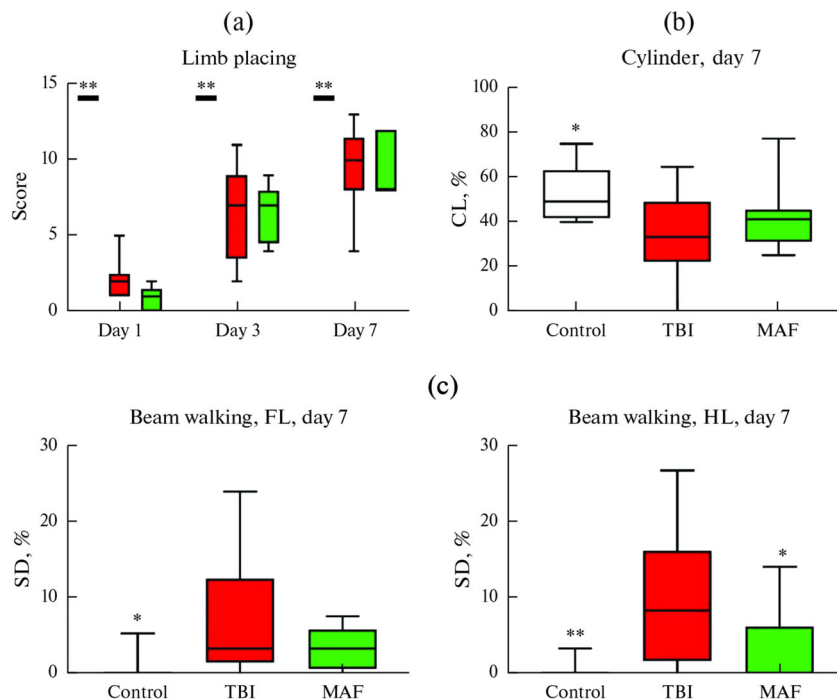 (a)
Limb placing
15
10
5
0
Score
** ** **
Day 1 Day 3 Day 7
(b)
Cylinder, day 7
100
80
60
40
20
0
CL, %
*
Control TBI MAF
(c)
Beam walking, FL, day 7
30
20
10
0
SD, %
*
Control TBI MAF
Beam walking, HL, day 7
30
20
10
0
SD, %
**
*
Control TBI MAF